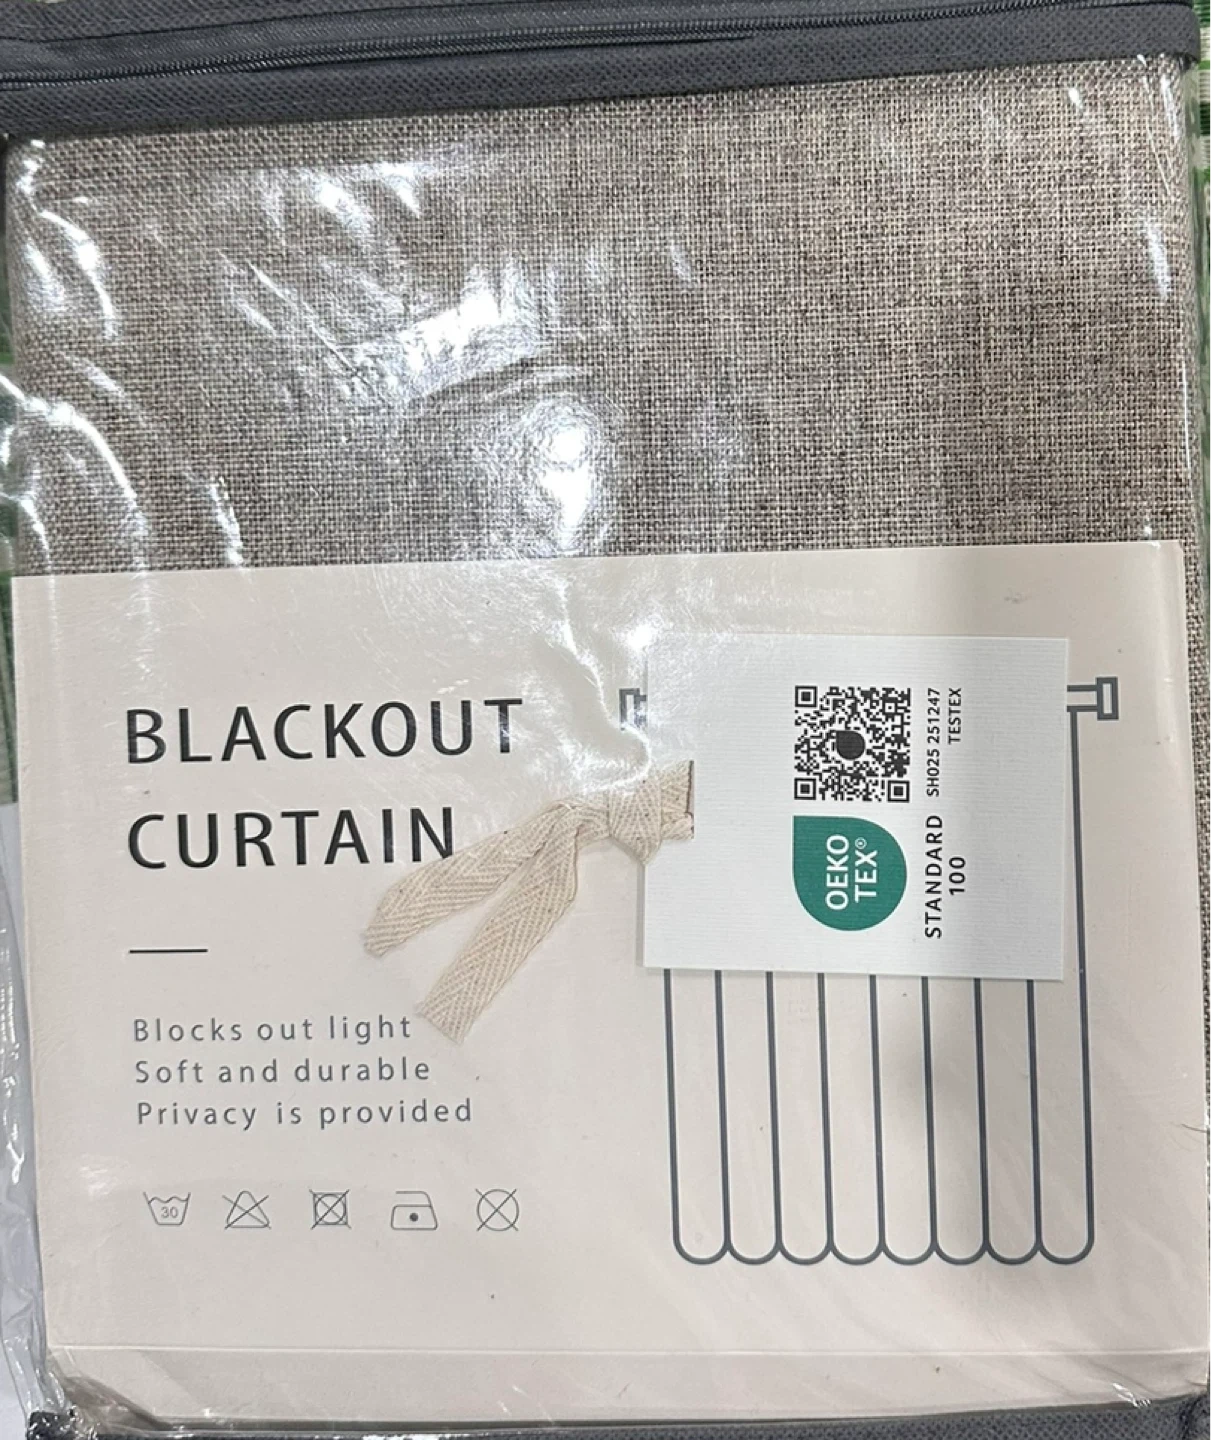 BLACKOUT
CURTAIN
Blocks out light
Soft and durable
Privacy is provided
30
OEKO
TEX®
STANDARD
100
SH025 251247
TESTEX